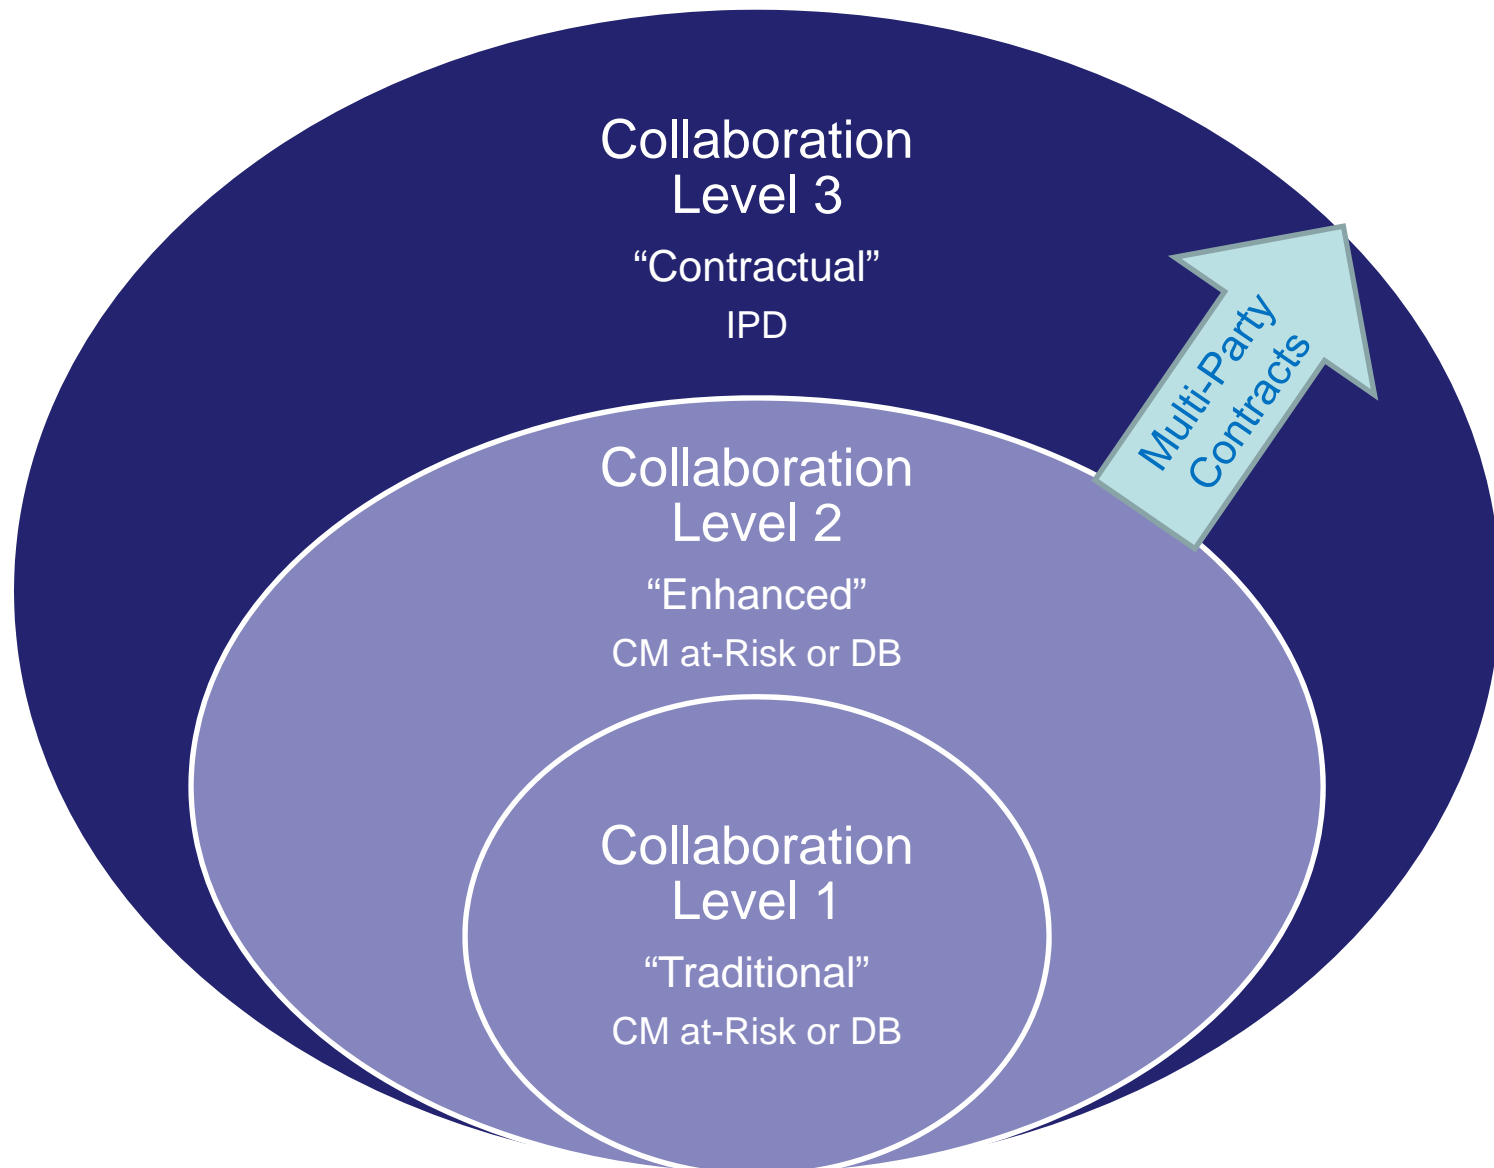 Collaboration
Level 3
“Contractual”
IPD
Multi-Party
Contracts
Collaboration
Level 2
“Enhanced”
CM at-Risk or DB
Collaboration
Level 1
“Traditional”
CM at-Risk or DB